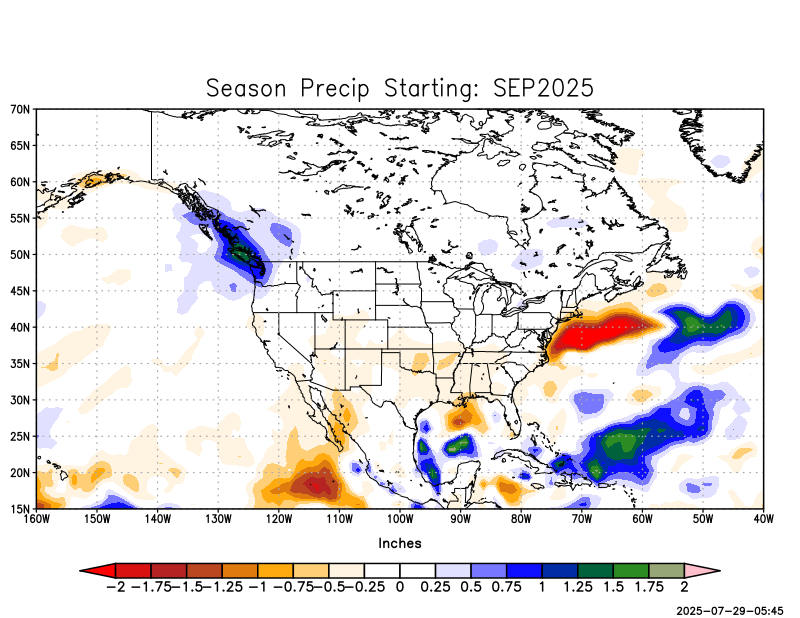 Season Precip Starting: SEP2025
70N
65N
60N
55N
50N
45N
40N
35N
30N
25N
20N
15N
160W 150W 140W 130W 120W 110W 100W 90W 80W 70W 60W 50W 40W
Inches
-2 -1.75 -1.5 -1.25 -1 -0.75 -0.5 -0.25 0 0.25 0.5 0.75 1 1.25 1.5 1.75 2
2025-07-29-05:45